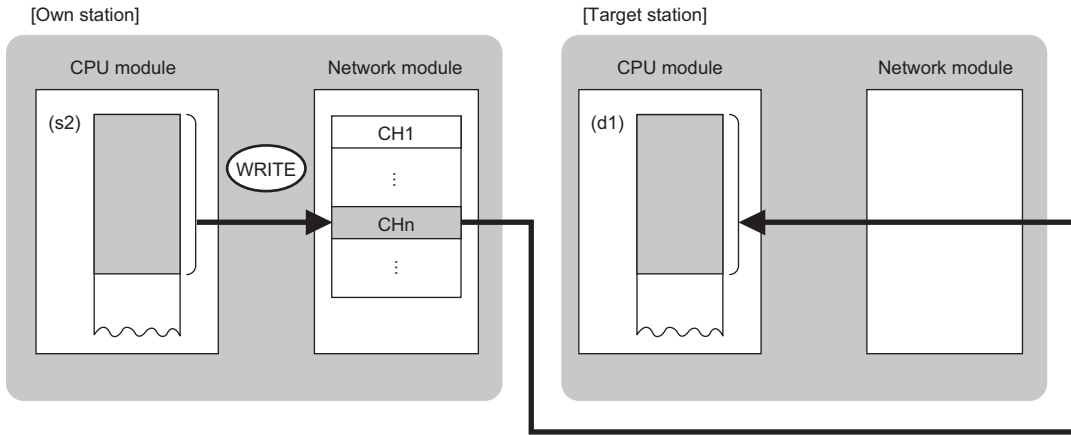 [Own station]
[Target station]
CPU module
Network module
CPU module
Network module
(s2)
CH1
(d1)
WRITE
⋮
CHn
⋮